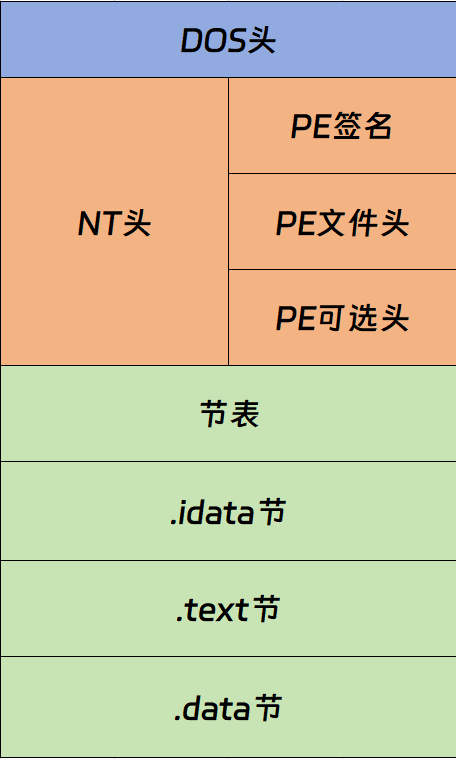 DOS头
PE签名
NT头
PE文件头
PE可选头
节表
.idata节
.text节
.data节